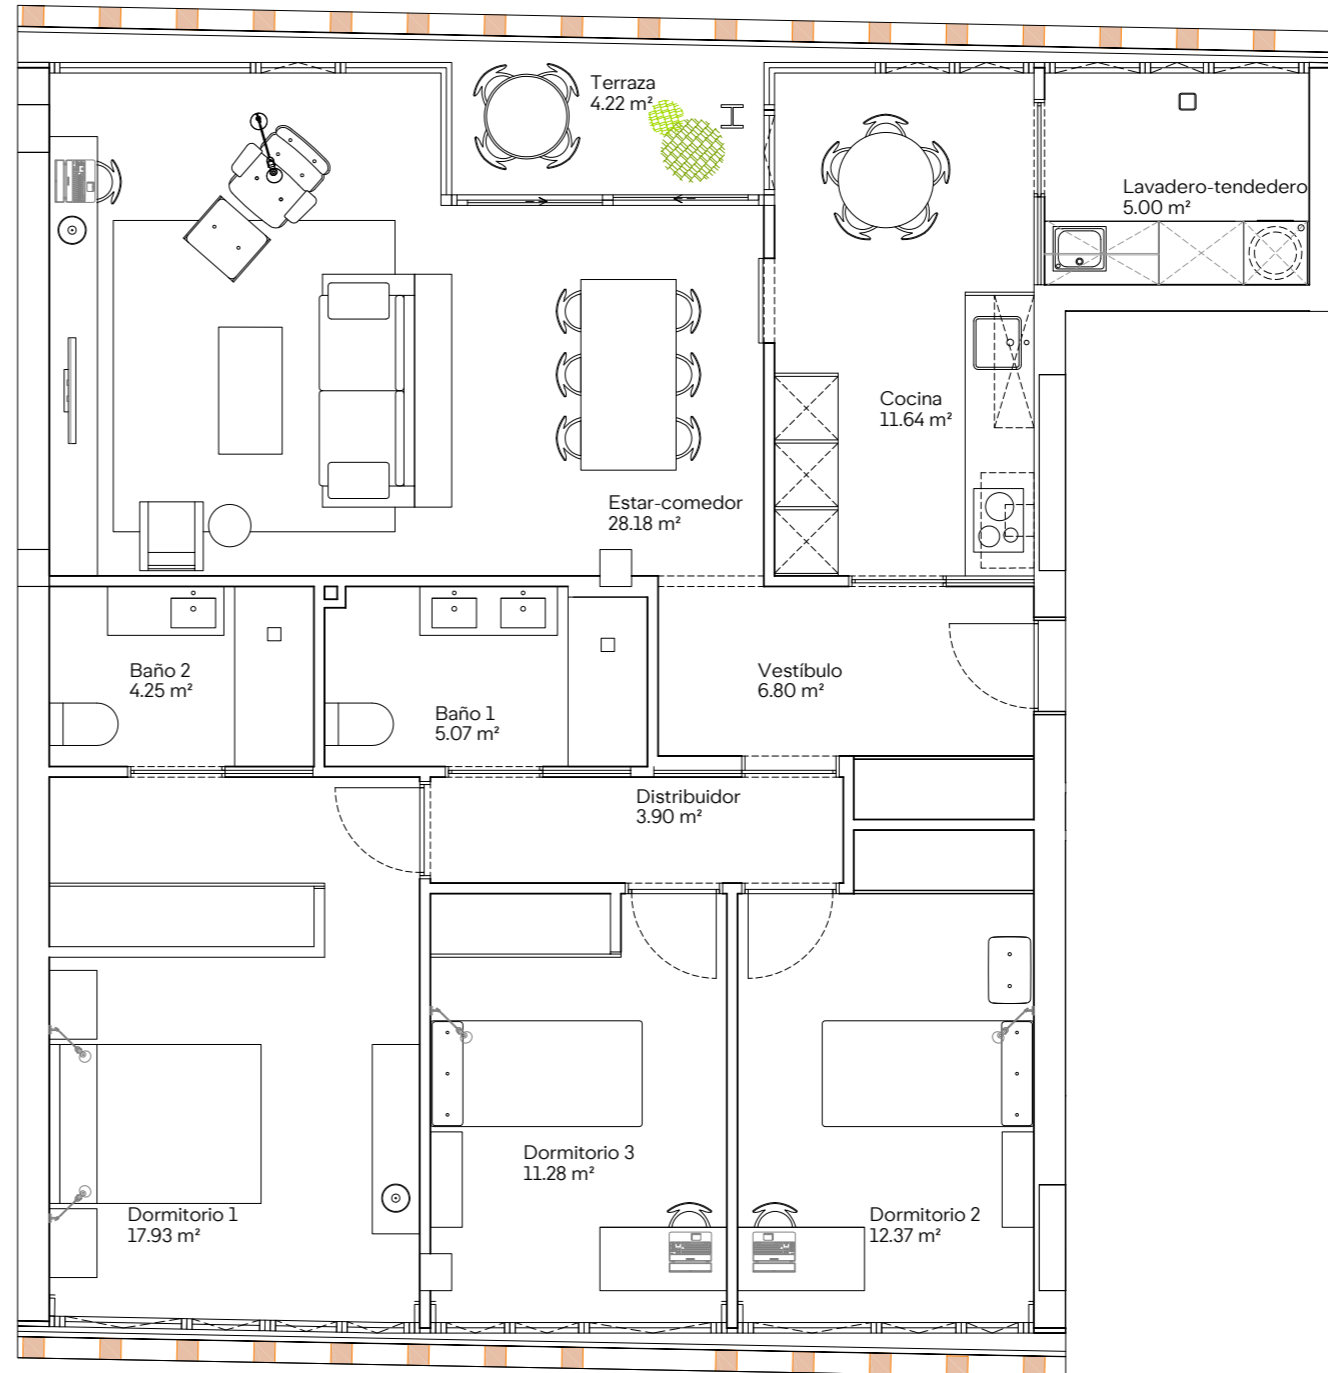 Terraza
4.22 m²
Lavadero-tendedero
5.00 m²
Cocina
11.64 m²
Estar-comedor
28.18 m²
Baño 2
4.25 m²
Vestíbulo
6.80 m²
Baño 1
5.07 m²
Distribuidor
3.90 m²
Dormitorio 3
11.28 m²
Dormitorio 1
17.93 m²
Dormitorio 2
12.37 m²